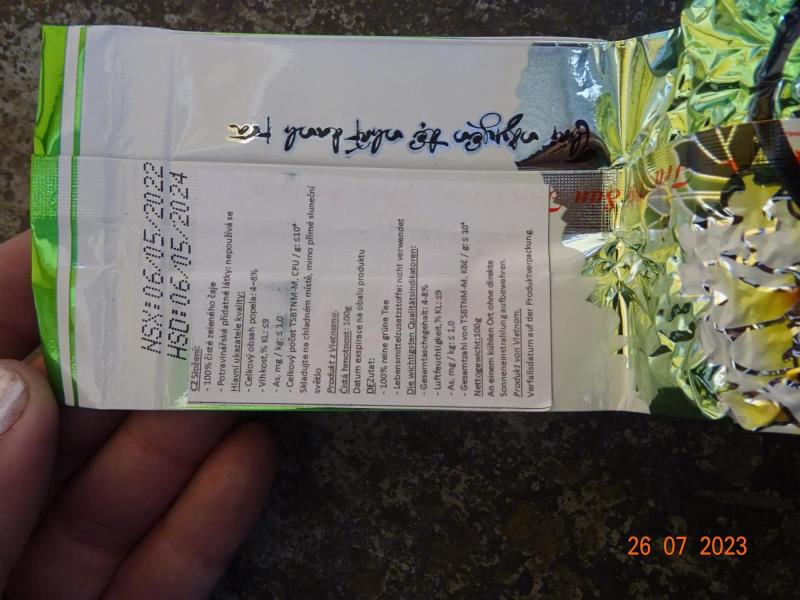 NSX:06/05/2022
HSD:06/05/2024
CZ Složení:
- 100% čisté zeleného čaje
- Potravinářské přídatné látky: nepoužívá se
Hlavní ukazatele kvality:
- Celkový obsah popela: 4–8%
- Vlhkost,% KL: ≤9
- As, mg / kg: ≤ 1,0
- Celkový počet TSBTNM-M, CFU / g: ≤10⁴
Skladujte na chladném místě, mimo přímé sluneční
světlo
Produkt z Vietnamu.
Čistá hmotnost: 100g
Datum exspirace na obalu produktu
DEZutat:
- 100% reine grüne Tee
- Lebensmittelzusatzstoffe: nicht verwendet
Die wichtigsten Qualitätsindikatoren:
- Gesamtaschegehalt: 4-8%
- Luftfeuchtigkeit,% KL: ≤9
- As, mg / kg: ≤ 1,0
- Gesamtzahl von TSBTNM-M, KBE / g: ≤ 10⁴
Nettogewicht:100g
An einem kühlen Ort ohne direkte
Sonneneinstrahlung aufbewahren.
Produkt von Vietnam.
Verfallsdatum auf der Produktverpackung.
nguyên đệ nhất danh trà
26 07 2023